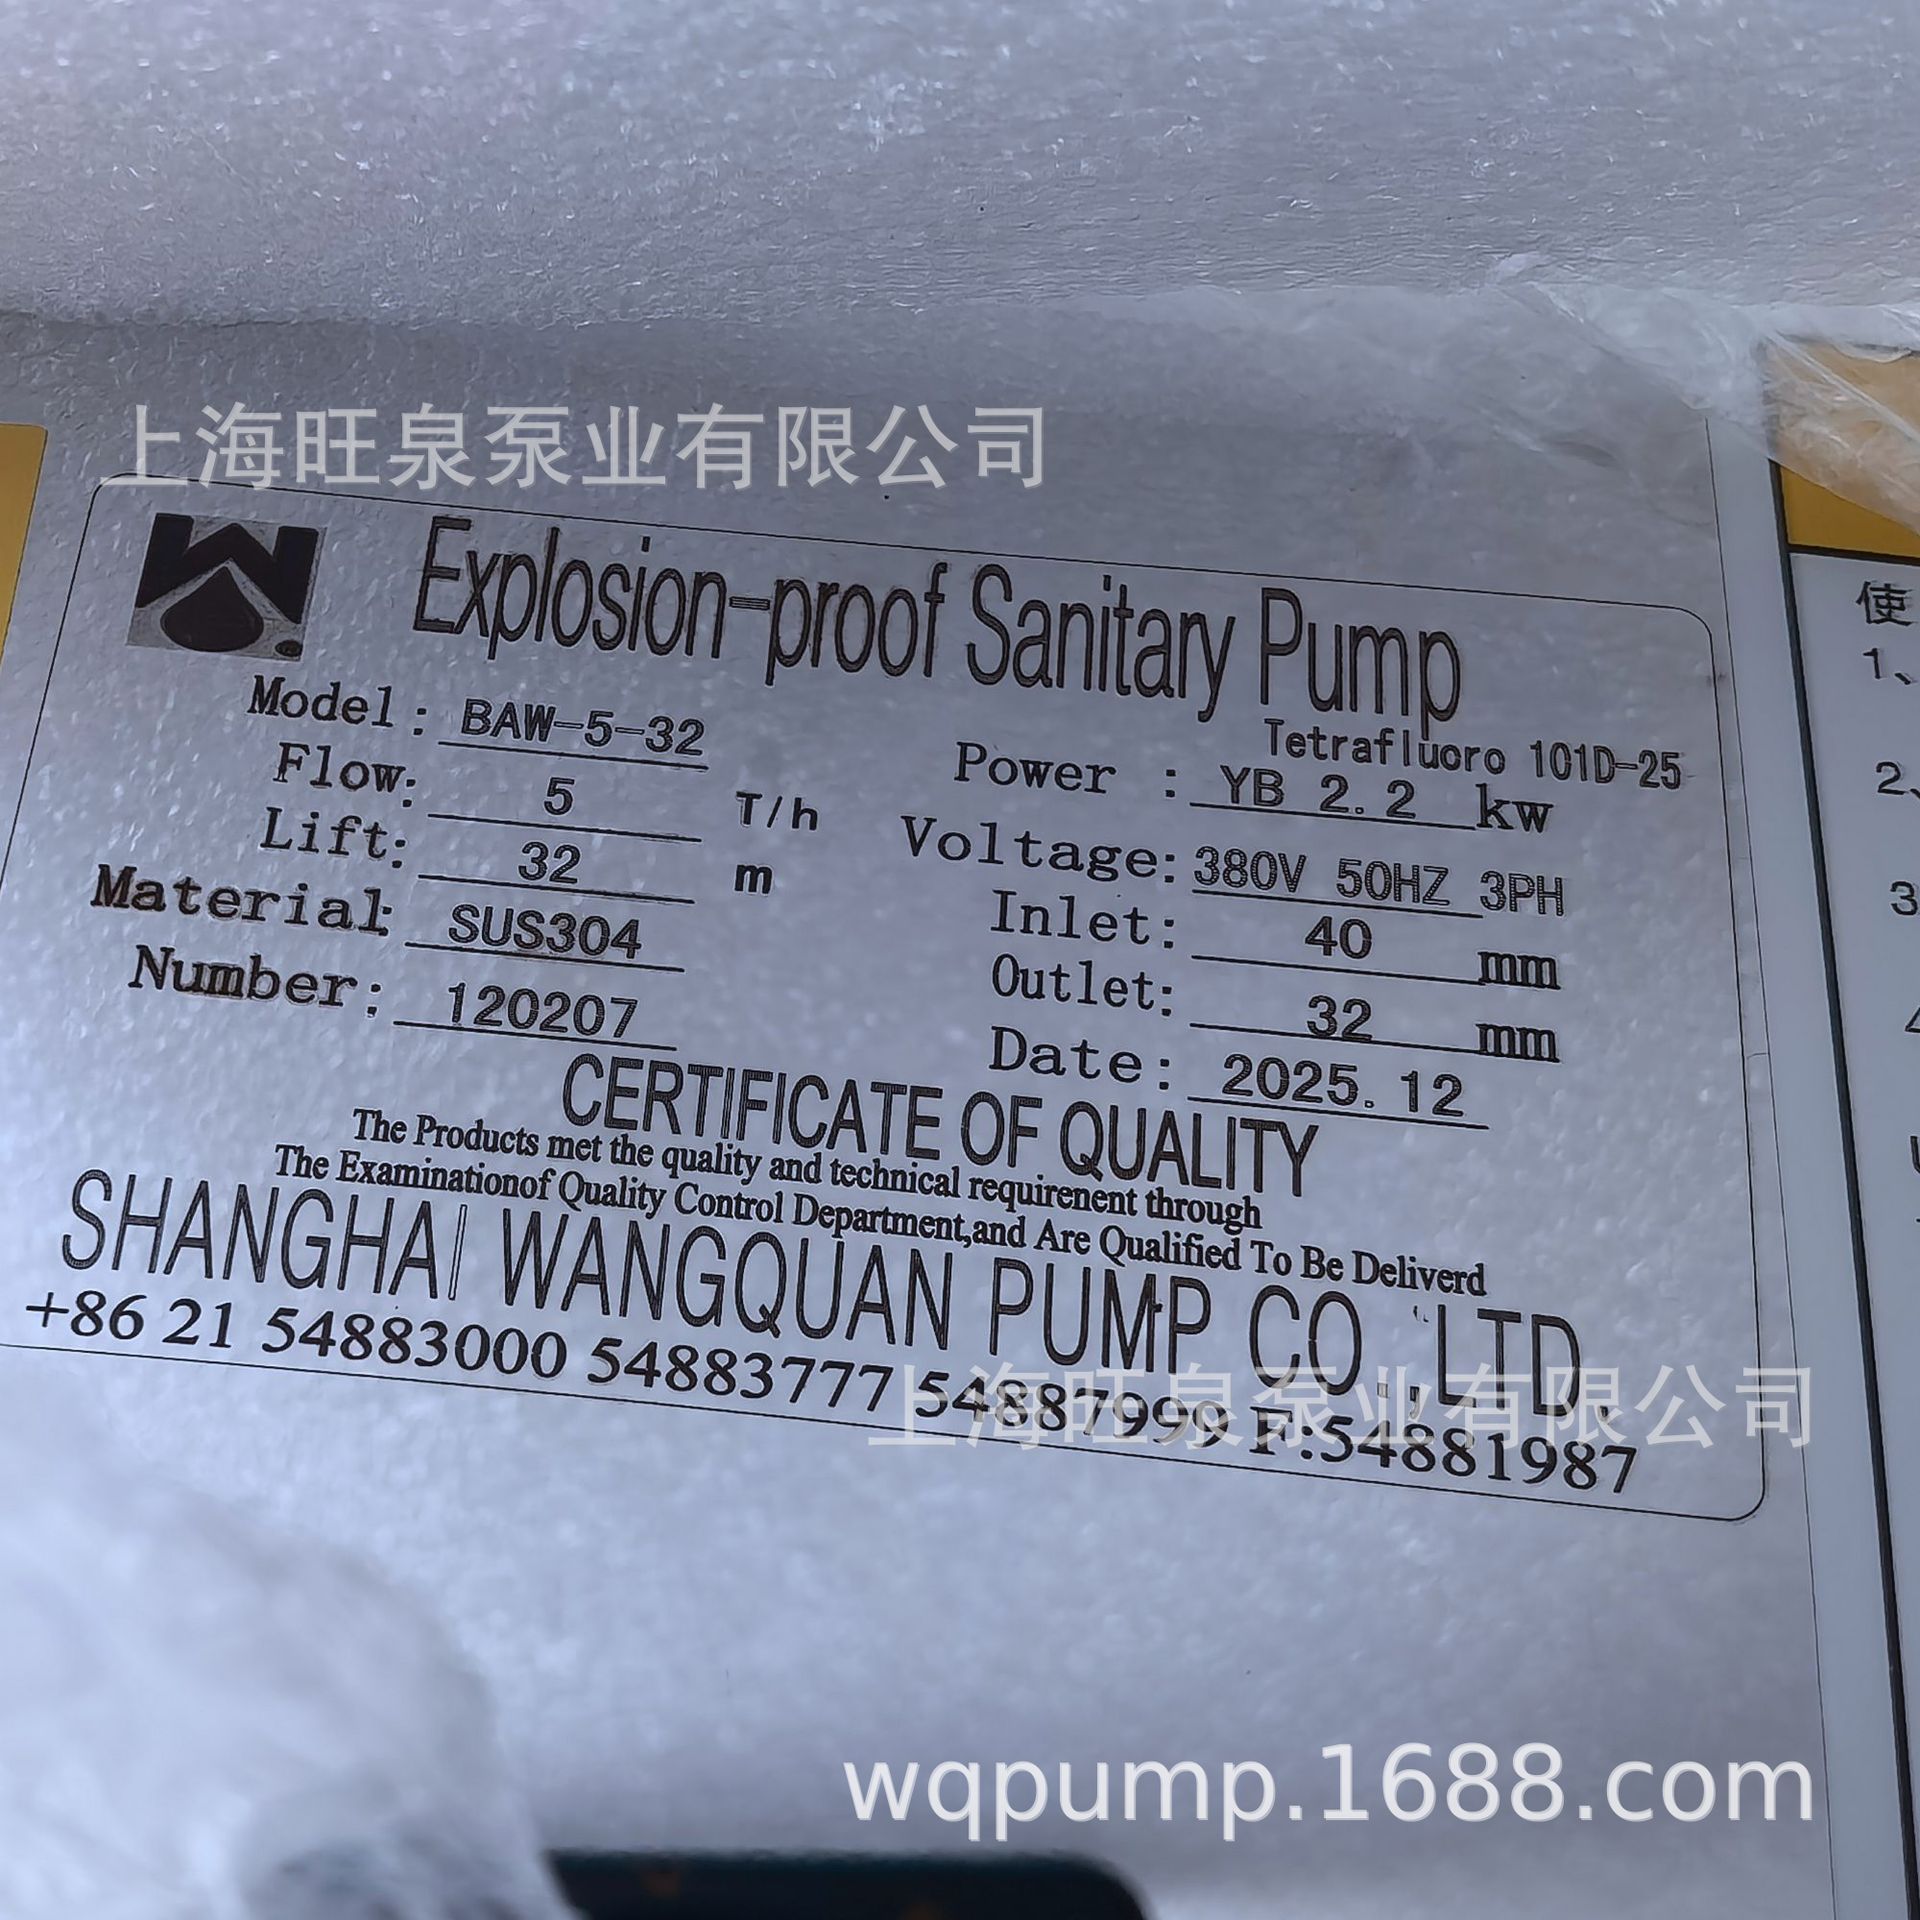 上海旺泉泵业有限公司
Explosion-proof Sanitary Pump
Tetrafluoro 101D-25
Model: BAW-5-32
Power : YB 2.2 kw
Flow: 5 T/h
Voltage: 380V 50HZ 3PH
Lift: 32 m
Inlet: 40 mm
Material: SUS304
Outlet: 32 mm
Number: 120207
Date: 2025.12
CERTIFICATE OF QUALITY
The Products met the quality and technical requirenent through
The Examinationof Quality Control Department,and Are Qualified To Be Deliverd
SHANGHAI WANGQUAN PUMP CO.,LTD.
+86 21 54883000 54883777 54887999 F:54881987
上海旺泉泵业有限公司
使
1、
2、
3
wqpump.1688.com